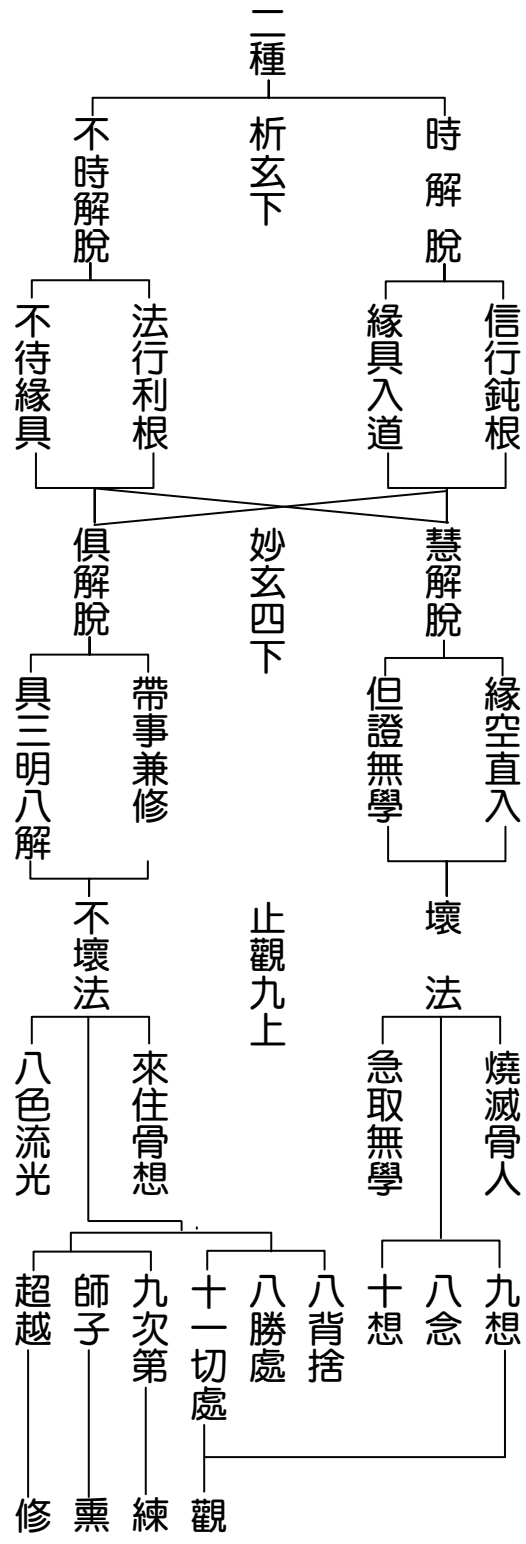 二種
時解脫
析玄下
不時解脫
信行鈍根
緣具入道
法行利根
不待緣具
慧解脫
妙玄四下
俱解脫
緣空直入
但證無學
帶事兼修
具三明八解
壞法
止觀九上
不壞法
燒滅骨人
急取無學
來住骨想
八色流光
九想
八念
十想
八背捨
八勝處
十一切處
九次第
師子
超越
觀
練
熏
修